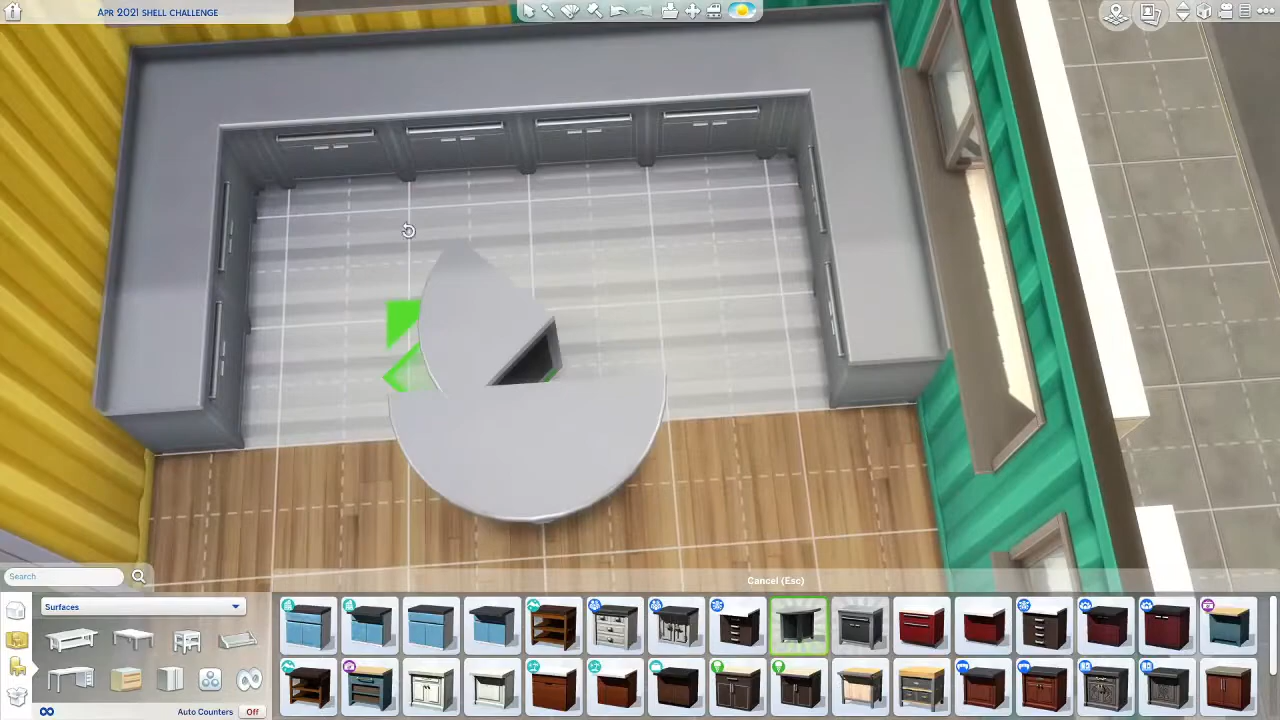 APR 2021 SHELL CHALLENGE
Cancel (Esc)
Search
Surfaces
Auto Counters Off